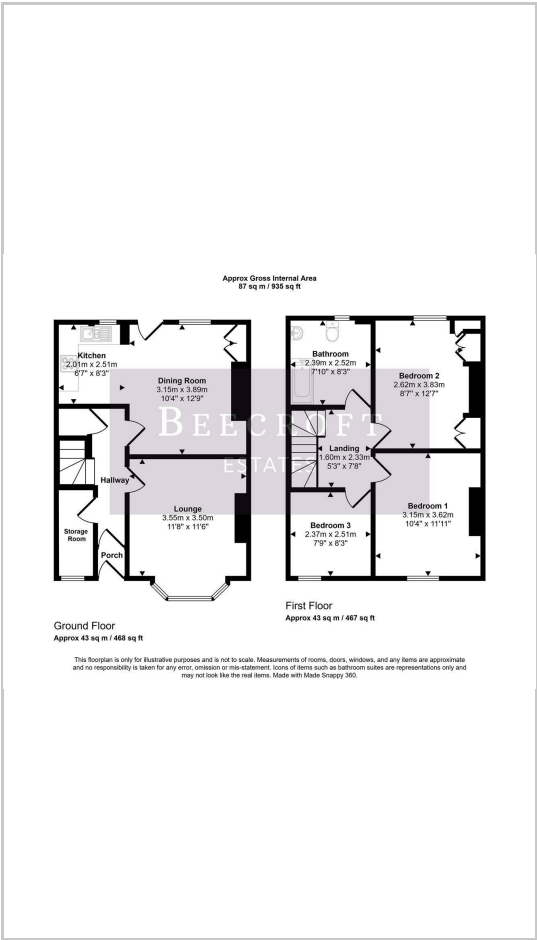 Approx Gross Internal Area
87 sq m / 935 sq ft
Kitchen
2.01m x 2.51m
6'7" x 8'3"
Dining Room
3.15m x 3.89m
10'4" x 12'9"
Hallway
Lounge
3.55m x 3.50m
11'8" x 11'6"
Storage
Room
Porch
Ground Floor
Approx 43 sq m / 468 sq ft
Bathroom
2.39m x 2.52m
7'10" x 8'3"
Bedroom 2
2.62m x 3.83m
8'7" x 12'7"
Landing
1.60m x 2.33m
5'3" x 7'8"
Bedroom 1
3.15m x 3.62m
10'4" x 11'11"
Bedroom 3
2.37m x 2.51m
7'9" x 8'3"
First Floor
Approx 43 sq m / 467 sq ft
BEECROFT
ESTATES
This floorplan is only for illustrative purposes and is not to scale. Measurements of rooms, doors, windows, and any items are approximate
and no responsibility is taken for any error, omission or mis-statement. Icons of items such as bathroom suites are representations only and
may not look like the real items. Made with Made Snappy 360.